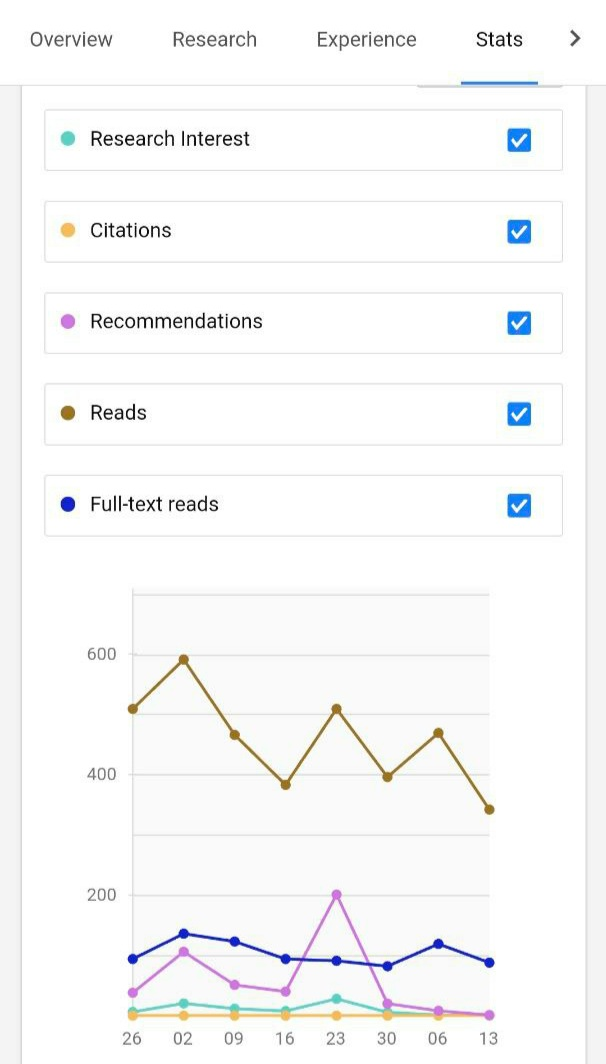 Overview Research Experience Stats
Research Interest
Citations
Recommendations
Reads
Full-text reads
600
400
200
26 02 09 16 23 30 06 13